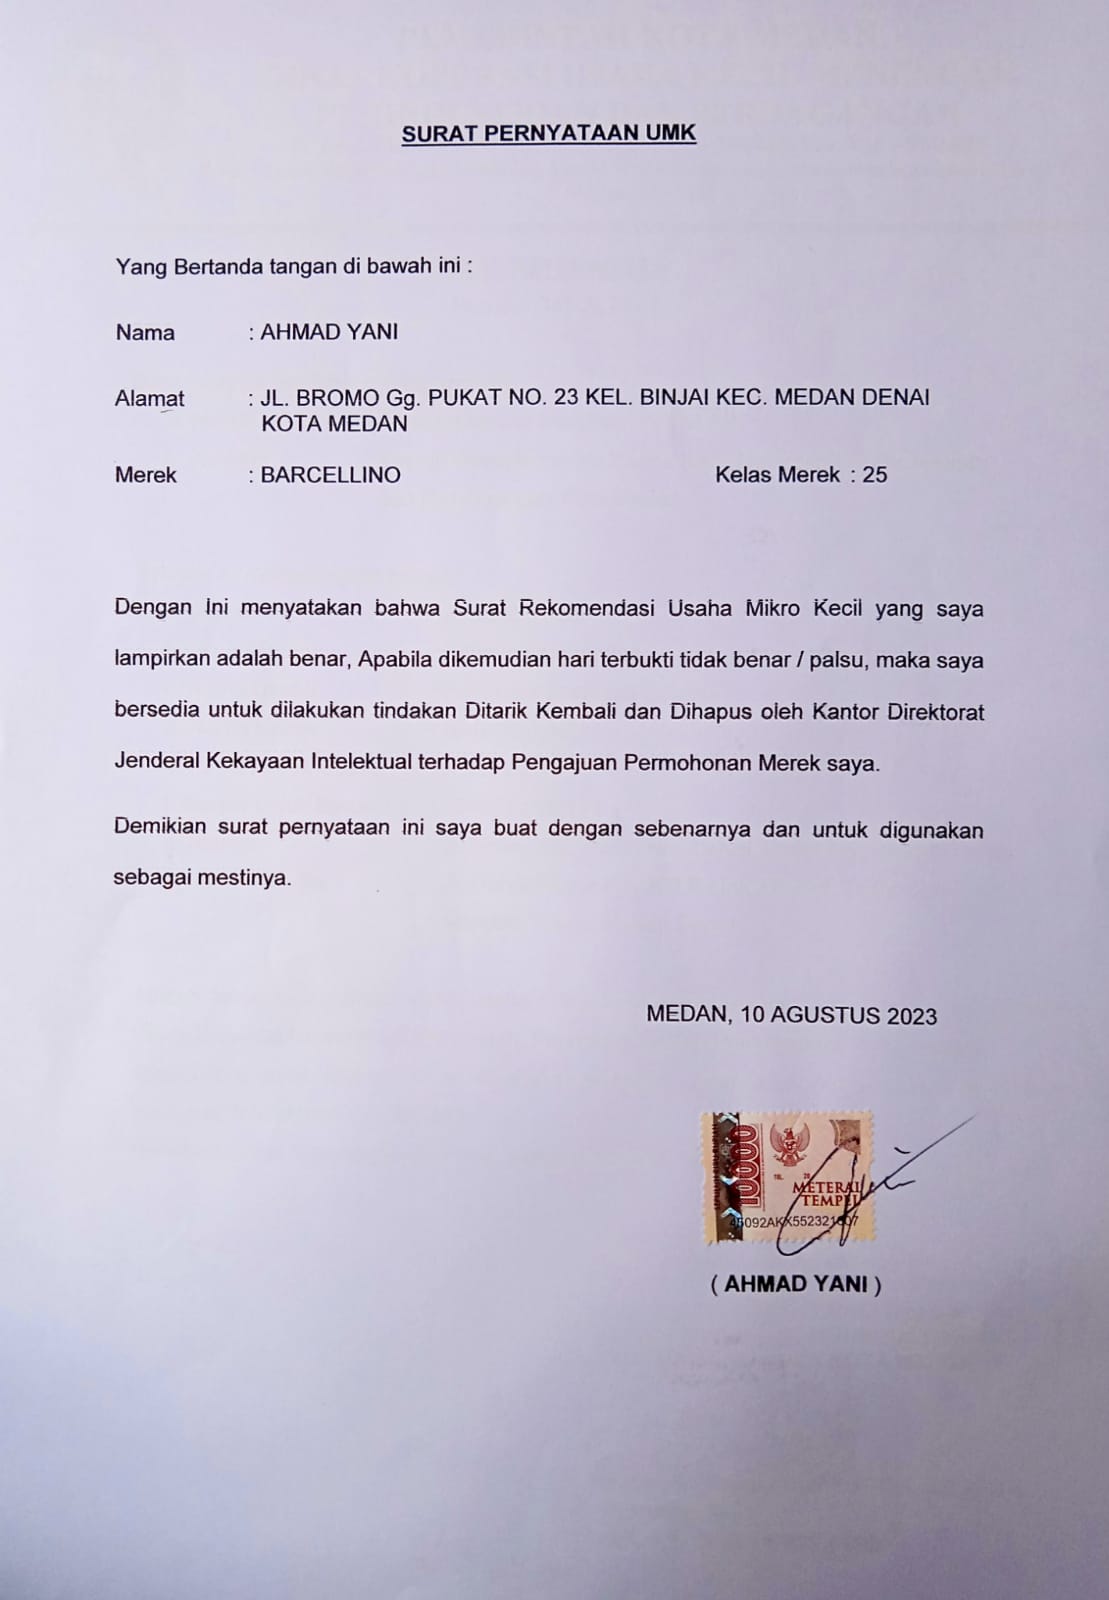 SURAT PERNYATAAN UMK
Yang Bertanda tangan di bawah ini :
Nama : AHMAD YANI
Alamat : JL. BROMO Gg. PUKAT NO. 23 KEL. BINJAI KEC. MEDAN DENAI
KOTA MEDAN
Merek : BARCELLINO Kelas Merek : 25
Dengan ini menyatakan bahwa Surat Rekomendasi Usaha Mikro Kecil yang saya
lampirkan adalah benar, Apabila dikemudian hari terbukti tidak benar / palsu, maka saya
bersedia untuk dilakukan tindakan Ditarik Kembali dan Dihapus oleh Kantor Direktorat
Jenderal Kekayaan Intelektual terhadap Pengajuan Permohonan Merek saya.
Demikian surat pernyataan ini saya buat dengan sebenarnya dan untuk digunakan
sebagai mestinya.
MEDAN, 10 AGUSTUS 2023
10000
METERAI
TEMPEL
( AHMAD YANI )